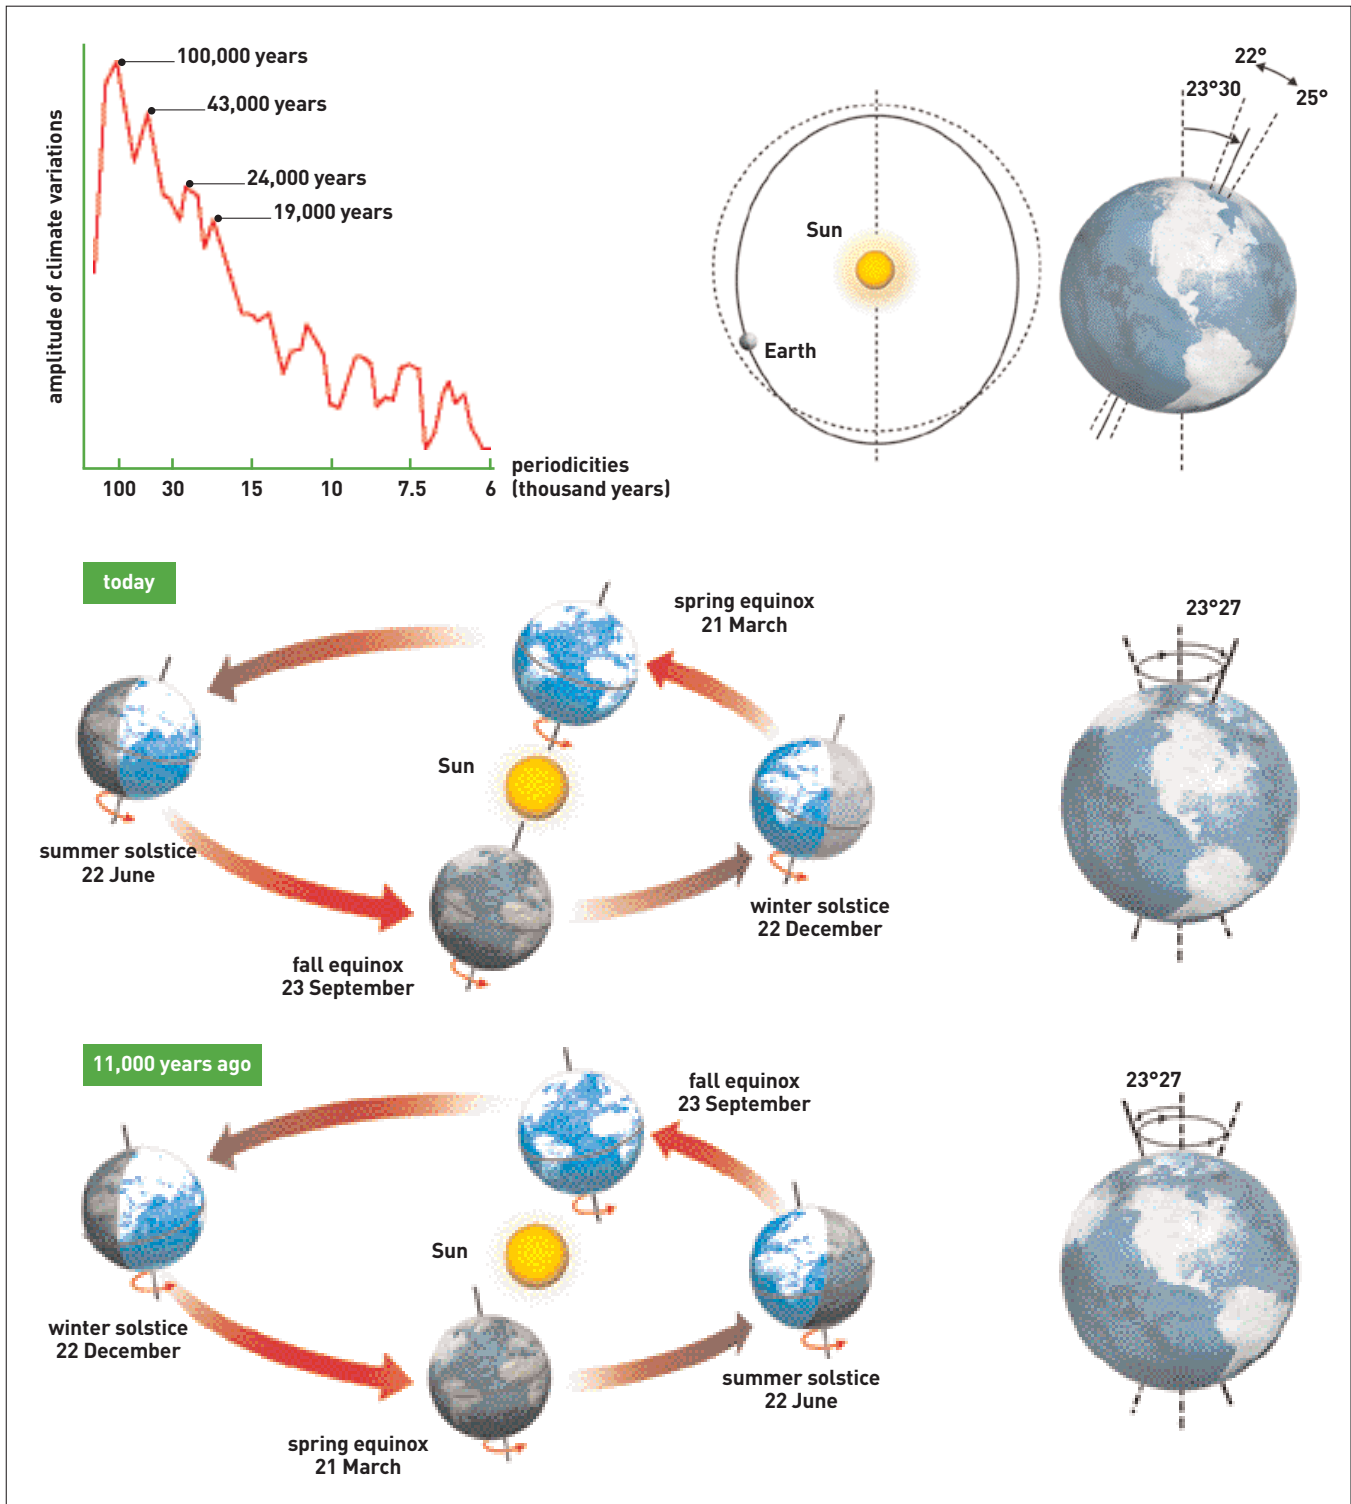 100,000 years
43,000 years
24,000 years
19,000 years
amplitude of climate variations
100 30 15 10 7.5 6
periodicities
(thousand years)
Sun
Earth
22°
23°30
25°
today
spring equinox
21 March
Sun
summer solstice
22 June
winter solstice
22 December
fall equinox
23 September
23°27
11,000 years ago
fall equinox
23 September
Sun
winter solstice
22 December
summer solstice
22 June
spring equinox
21 March
23°27